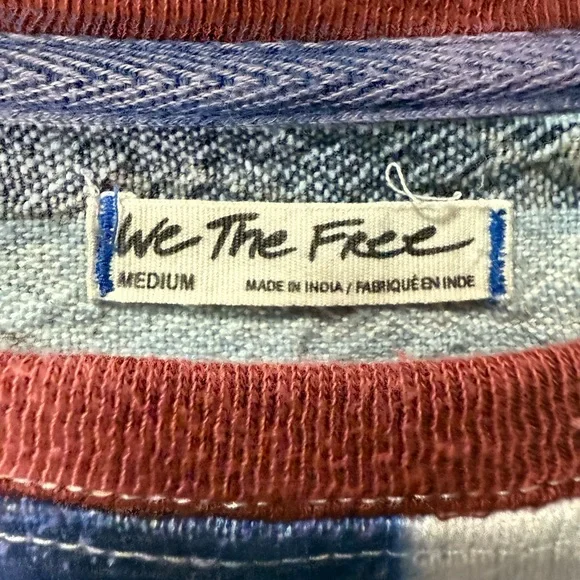 We The Free
MEDIUM MADE IN INDIA / FABRIQUÉ EN INDE